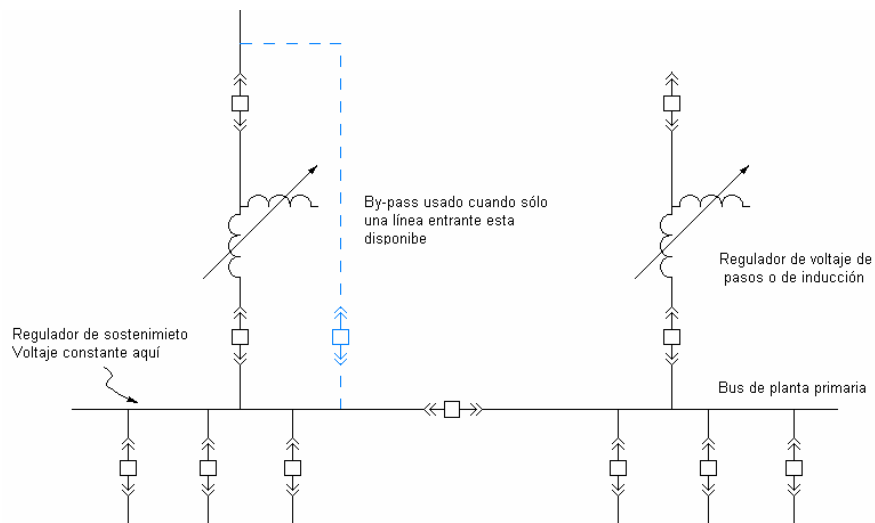 By-pass usado cuando sólo
una línea entrante esta
disponibe
Regulador de voltaje de
pasos o de inducción
Regulador de sostenimieto
Voltaje constante aquí
Bus de planta primaria